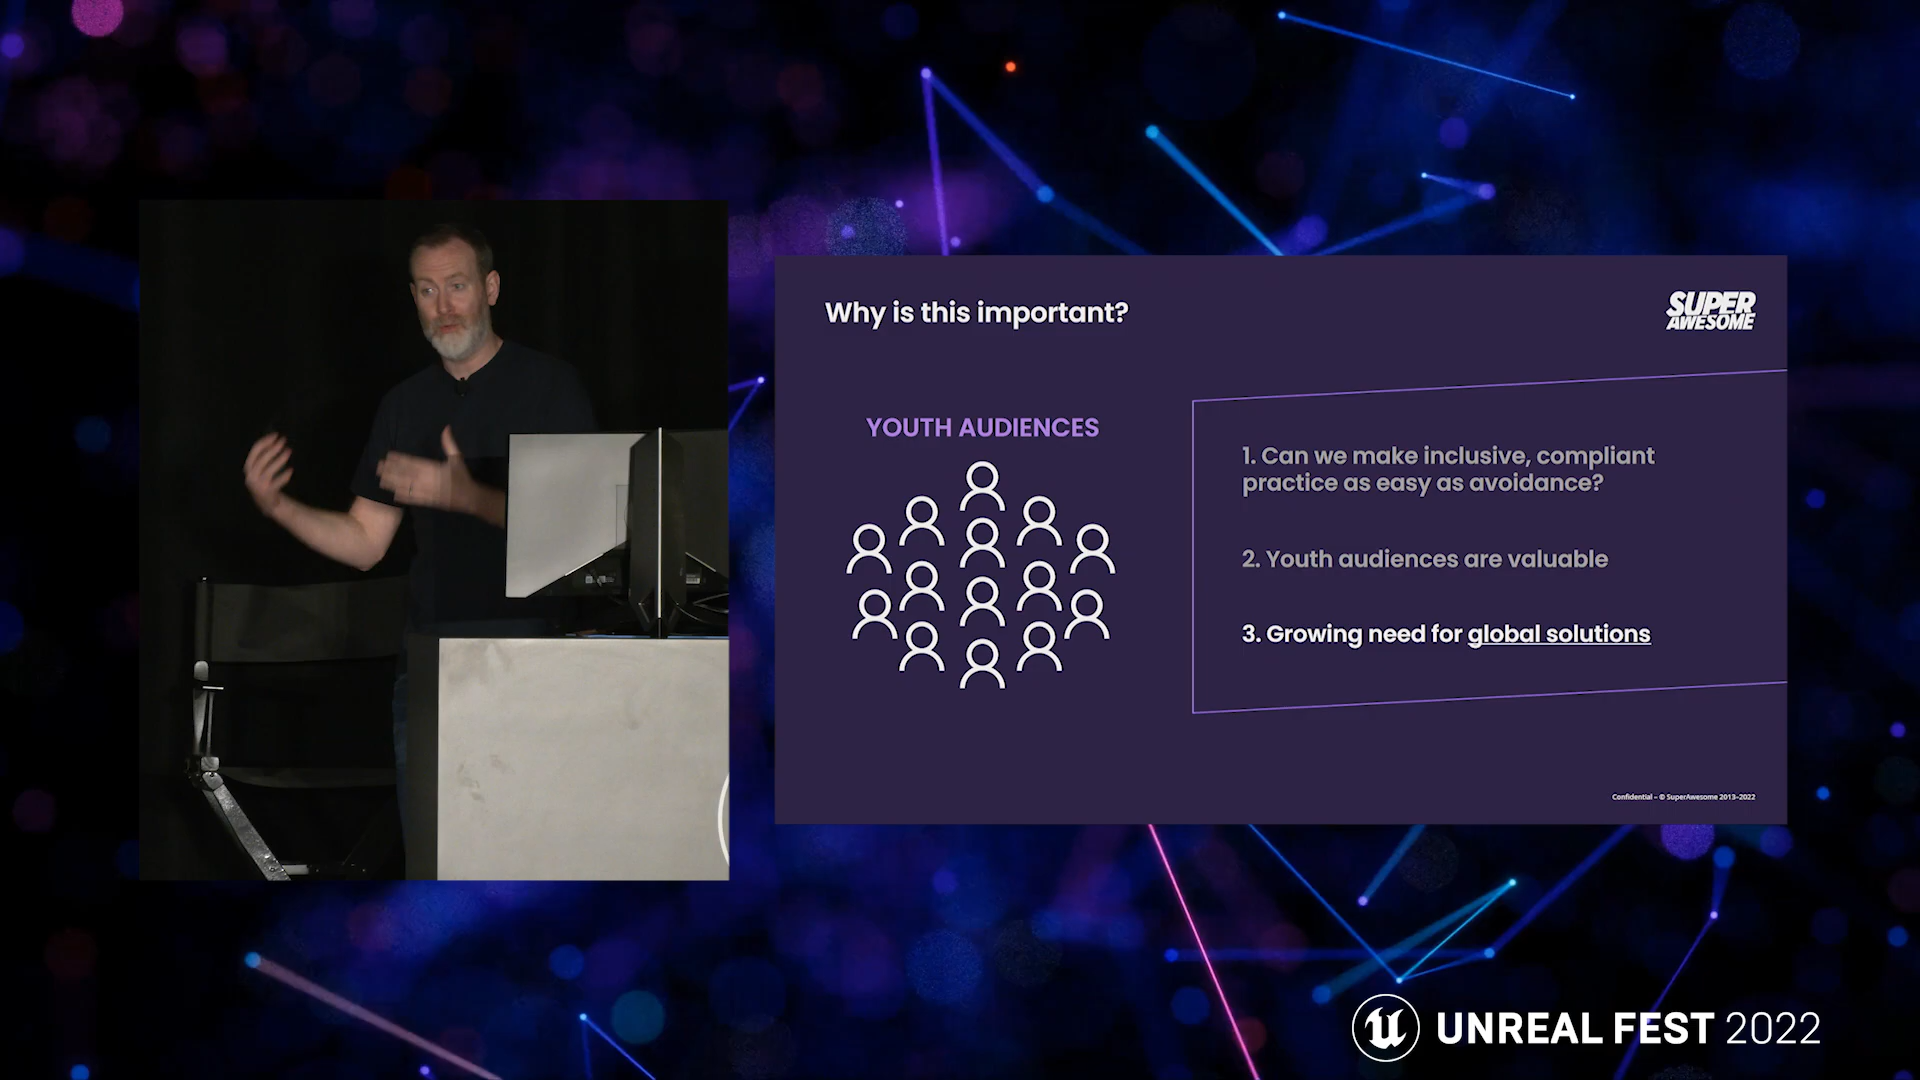 Why is this important?
SUPER
AWESOME
YOUTH AUDIENCES
1. Can we make inclusive, compliant
practice as easy as avoidance?
2. Youth audiences are valuable
3. Growing need for global solutions
Confidential – © SuperAwesome 2013-2022
UNREAL FEST 2022